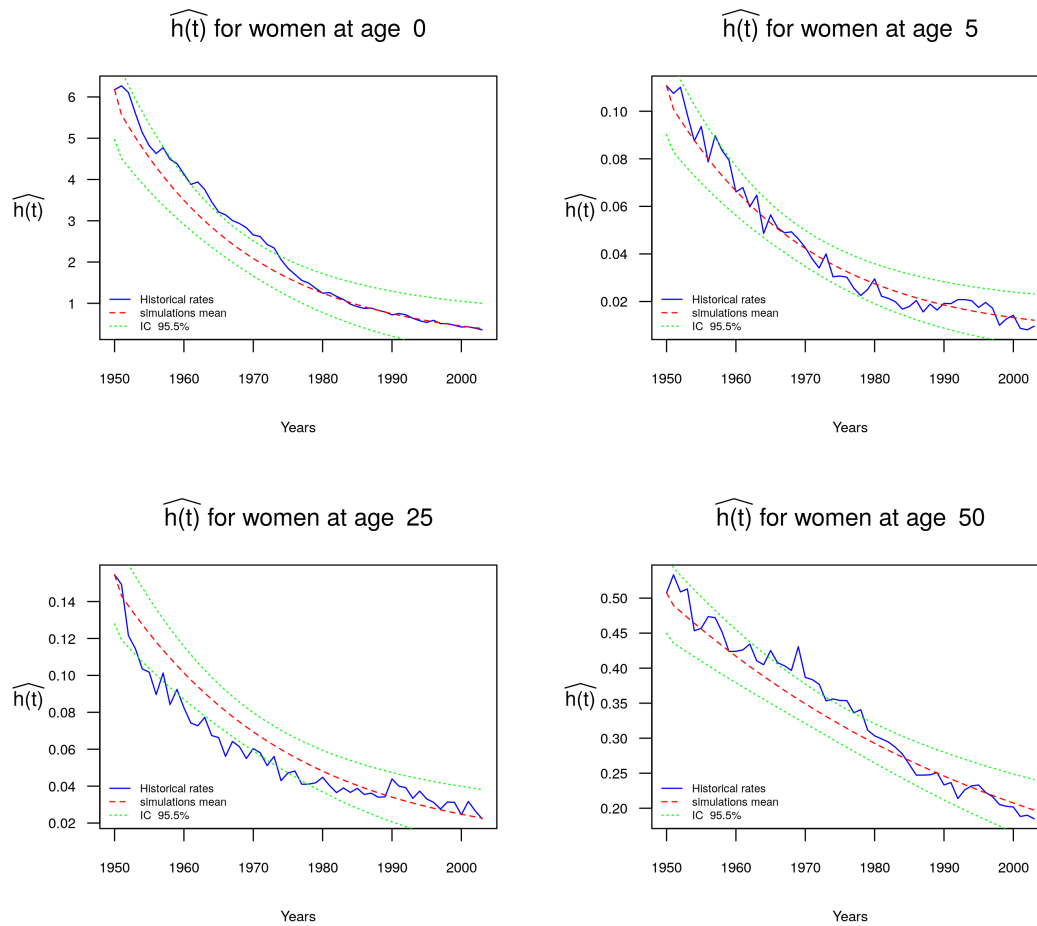 h(t) for women at age 0
6
5
4
3
2
1
h(t)
Historical rates
simulations mean
IC 95.5%
1950 1960 1970 1980 1990 2000
Years
h(t) for women at age 5
0.10
0.08
0.06
0.04
0.02
h(t)
Historical rates
simulations mean
IC 95.5%
1950 1960 1970 1980 1990 2000
Years
h(t) for women at age 25
0.14
0.12
0.10
0.08
0.06
0.04
0.02
h(t)
Historical rates
simulations mean
IC 95.5%
1950 1960 1970 1980 1990 2000
Years
h(t) for women at age 50
0.50
0.45
0.40
0.35
0.30
0.25
0.20
h(t)
Historical rates
simulations mean
IC 95.5%
1950 1960 1970 1980 1990 2000
Years